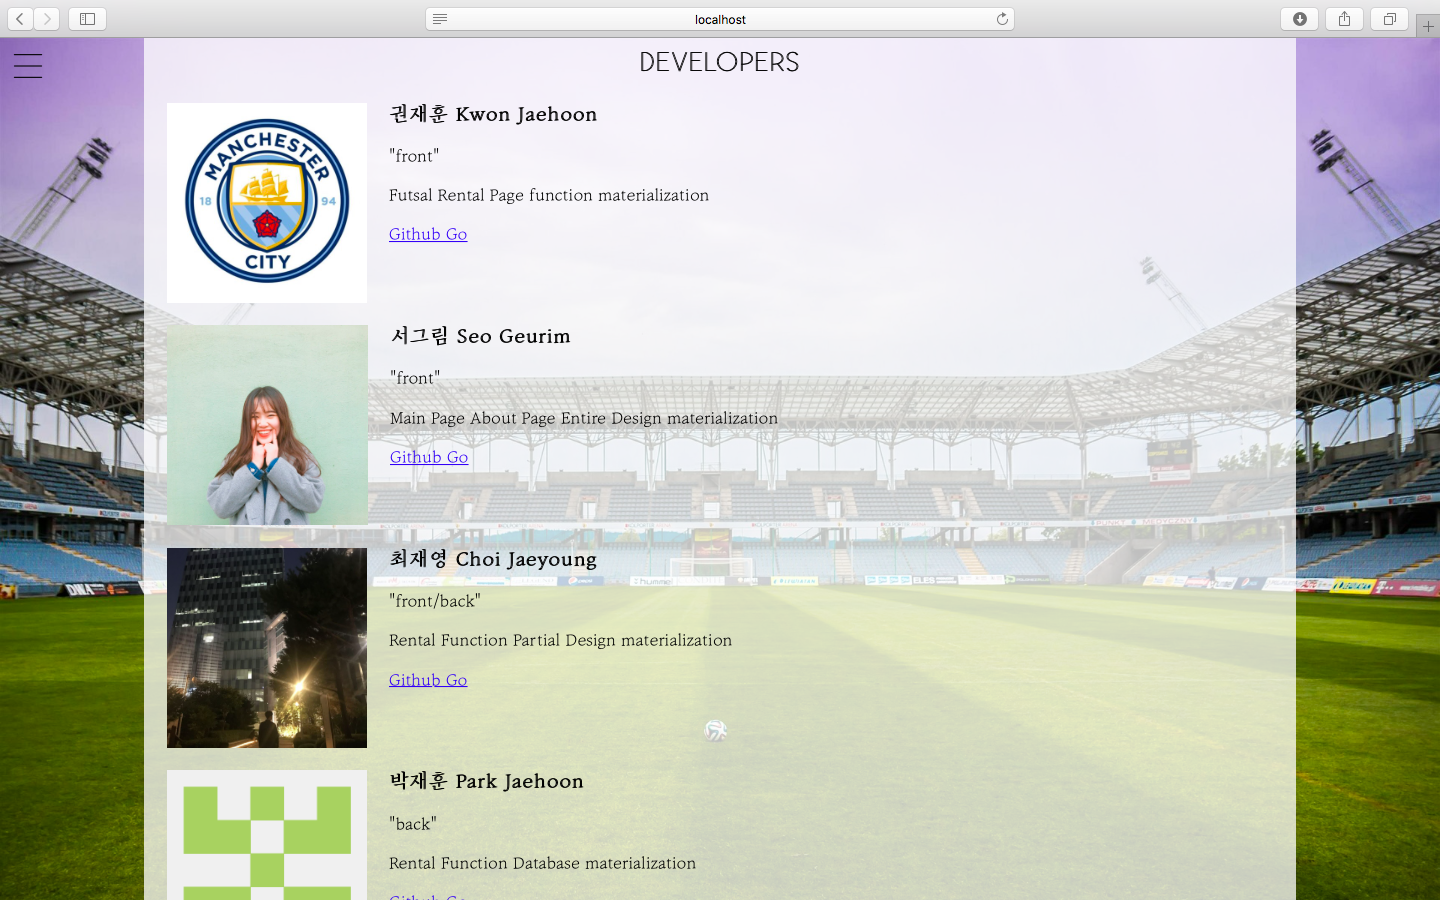 localhost
DEVELOPERS
MANCHESTER
18 94
CITY
권재훈 Kwon Jaehoon
"front"
Futsal Rental Page function materialization
Github Go
서그림 Seo Geurim
"front"
Main Page About Page Entire Design materialization
Github Go
최재영 Choi Jaeyoung
"front/back"
Rental Function Partial Design materialization
Github Go
박재훈 Park Jaehoon
"back"
Rental Function Database materialization
Github Go